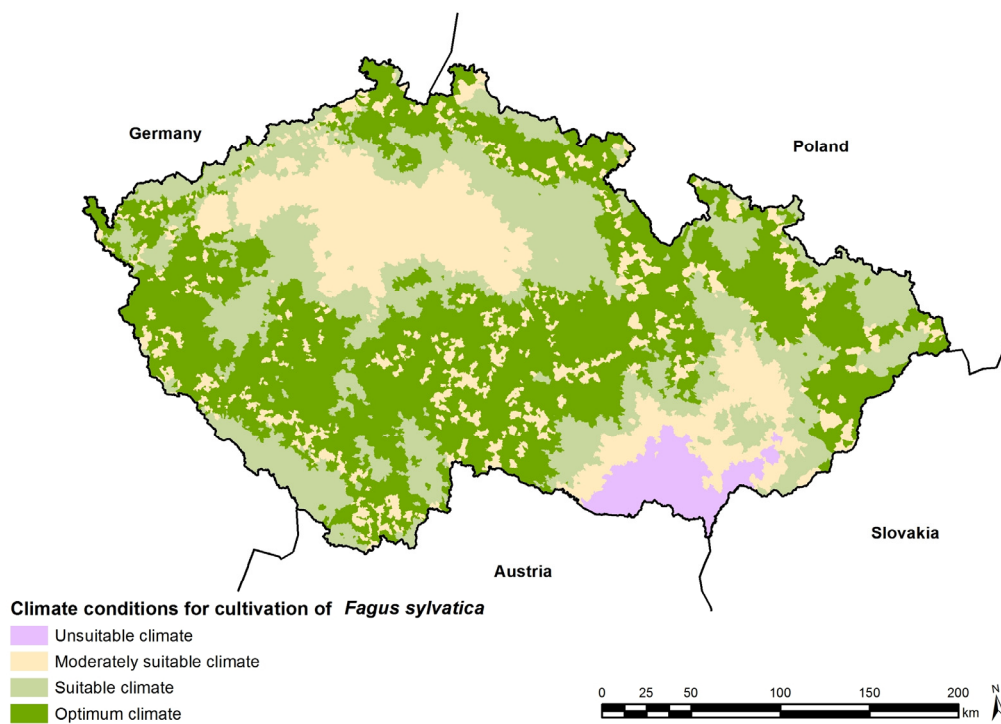 Germany
Poland
Slovakia
Austria
Climate conditions for cultivation of Fagus sylvatica
Unsuitable climate
Moderately suitable climate
Suitable climate
Optimum climate
0 25 50 100 150 200
km
N